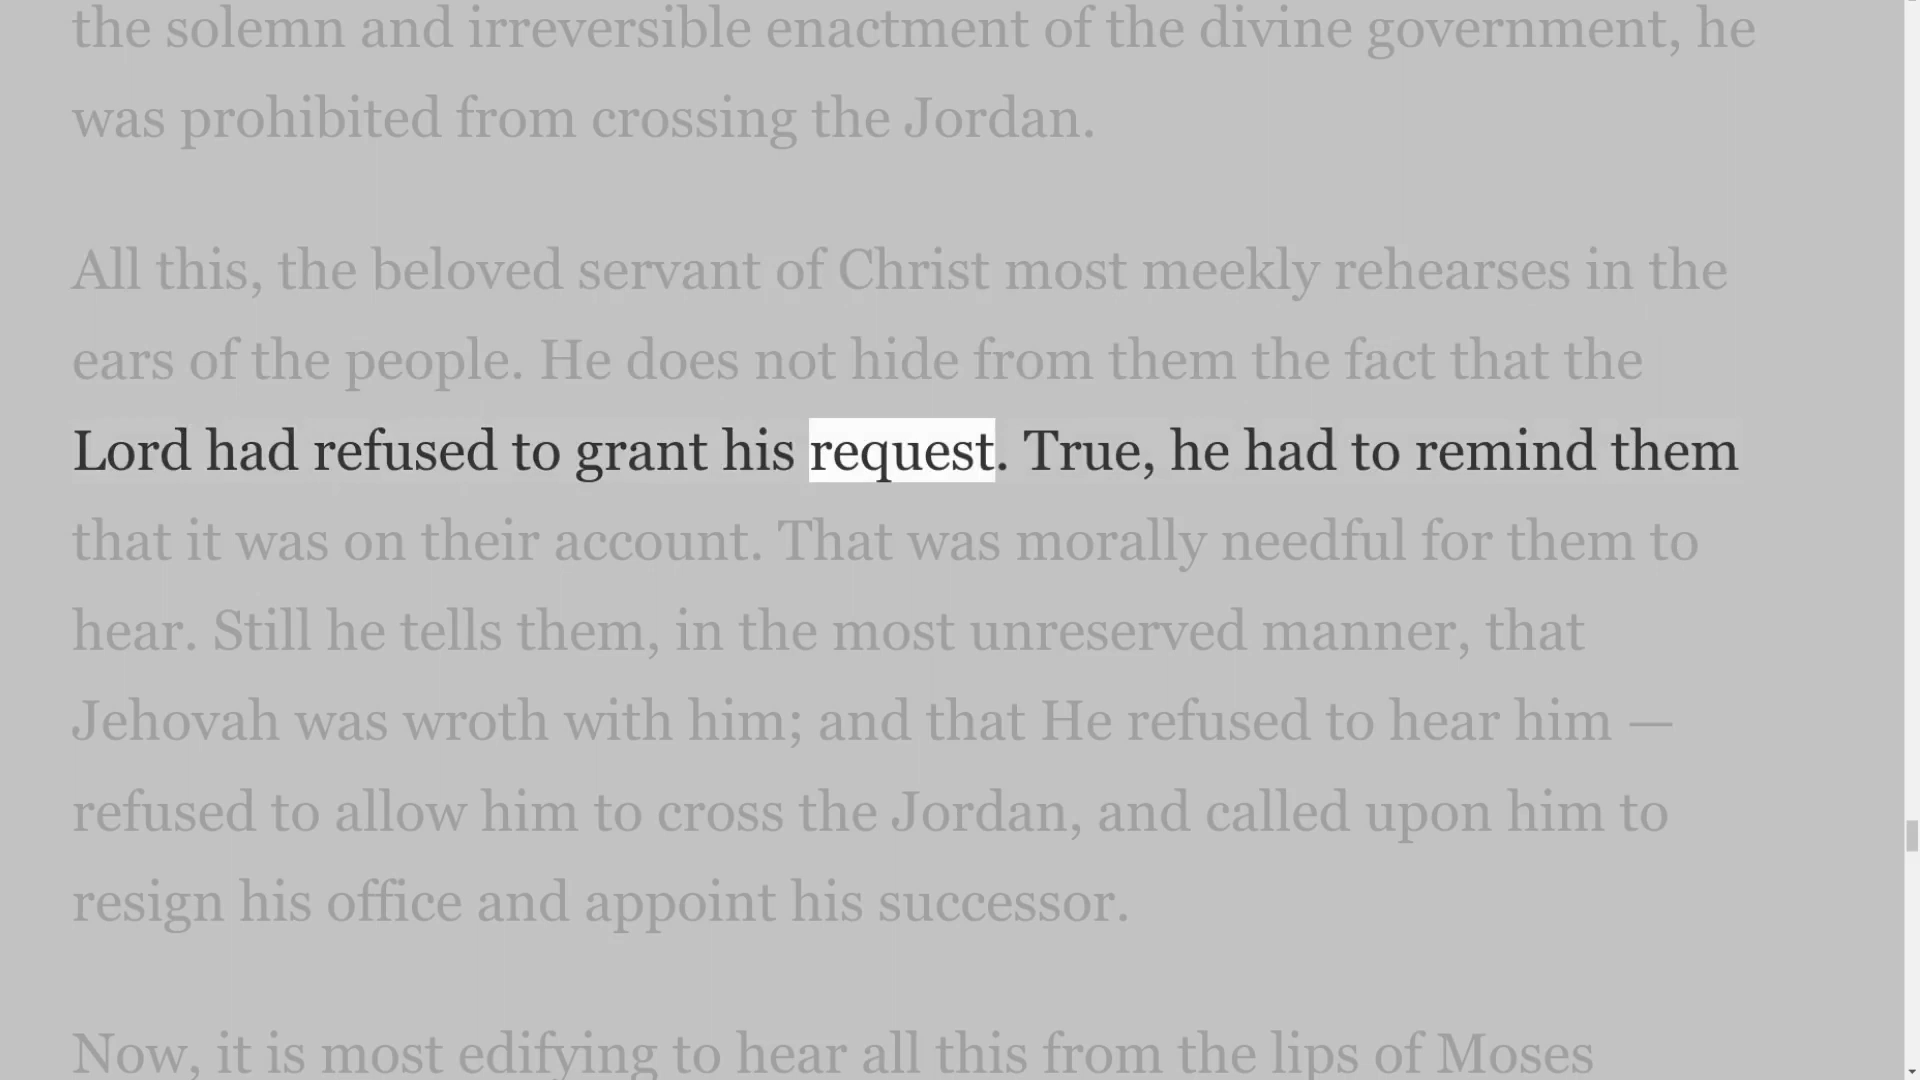 the solemn and irreversible enactment of the divine government, he
was prohibited from crossing the Jordan.
All this, the beloved servant of Christ most meekly rehearses in the
ears of the people. He does not hide from them the fact that the
Lord had refused to grant his request. True, he had to remind them
that it was on their account. That was morally needful for them to
hear. Still he tells them, in the most unreserved manner, that
Jehovah was wroth with him; and that He refused to hear him —
refused to allow him to cross the Jordan, and called upon him to
resign his office and appoint his successor.
Now, it is most edifying to hear all this from the lips of Moses